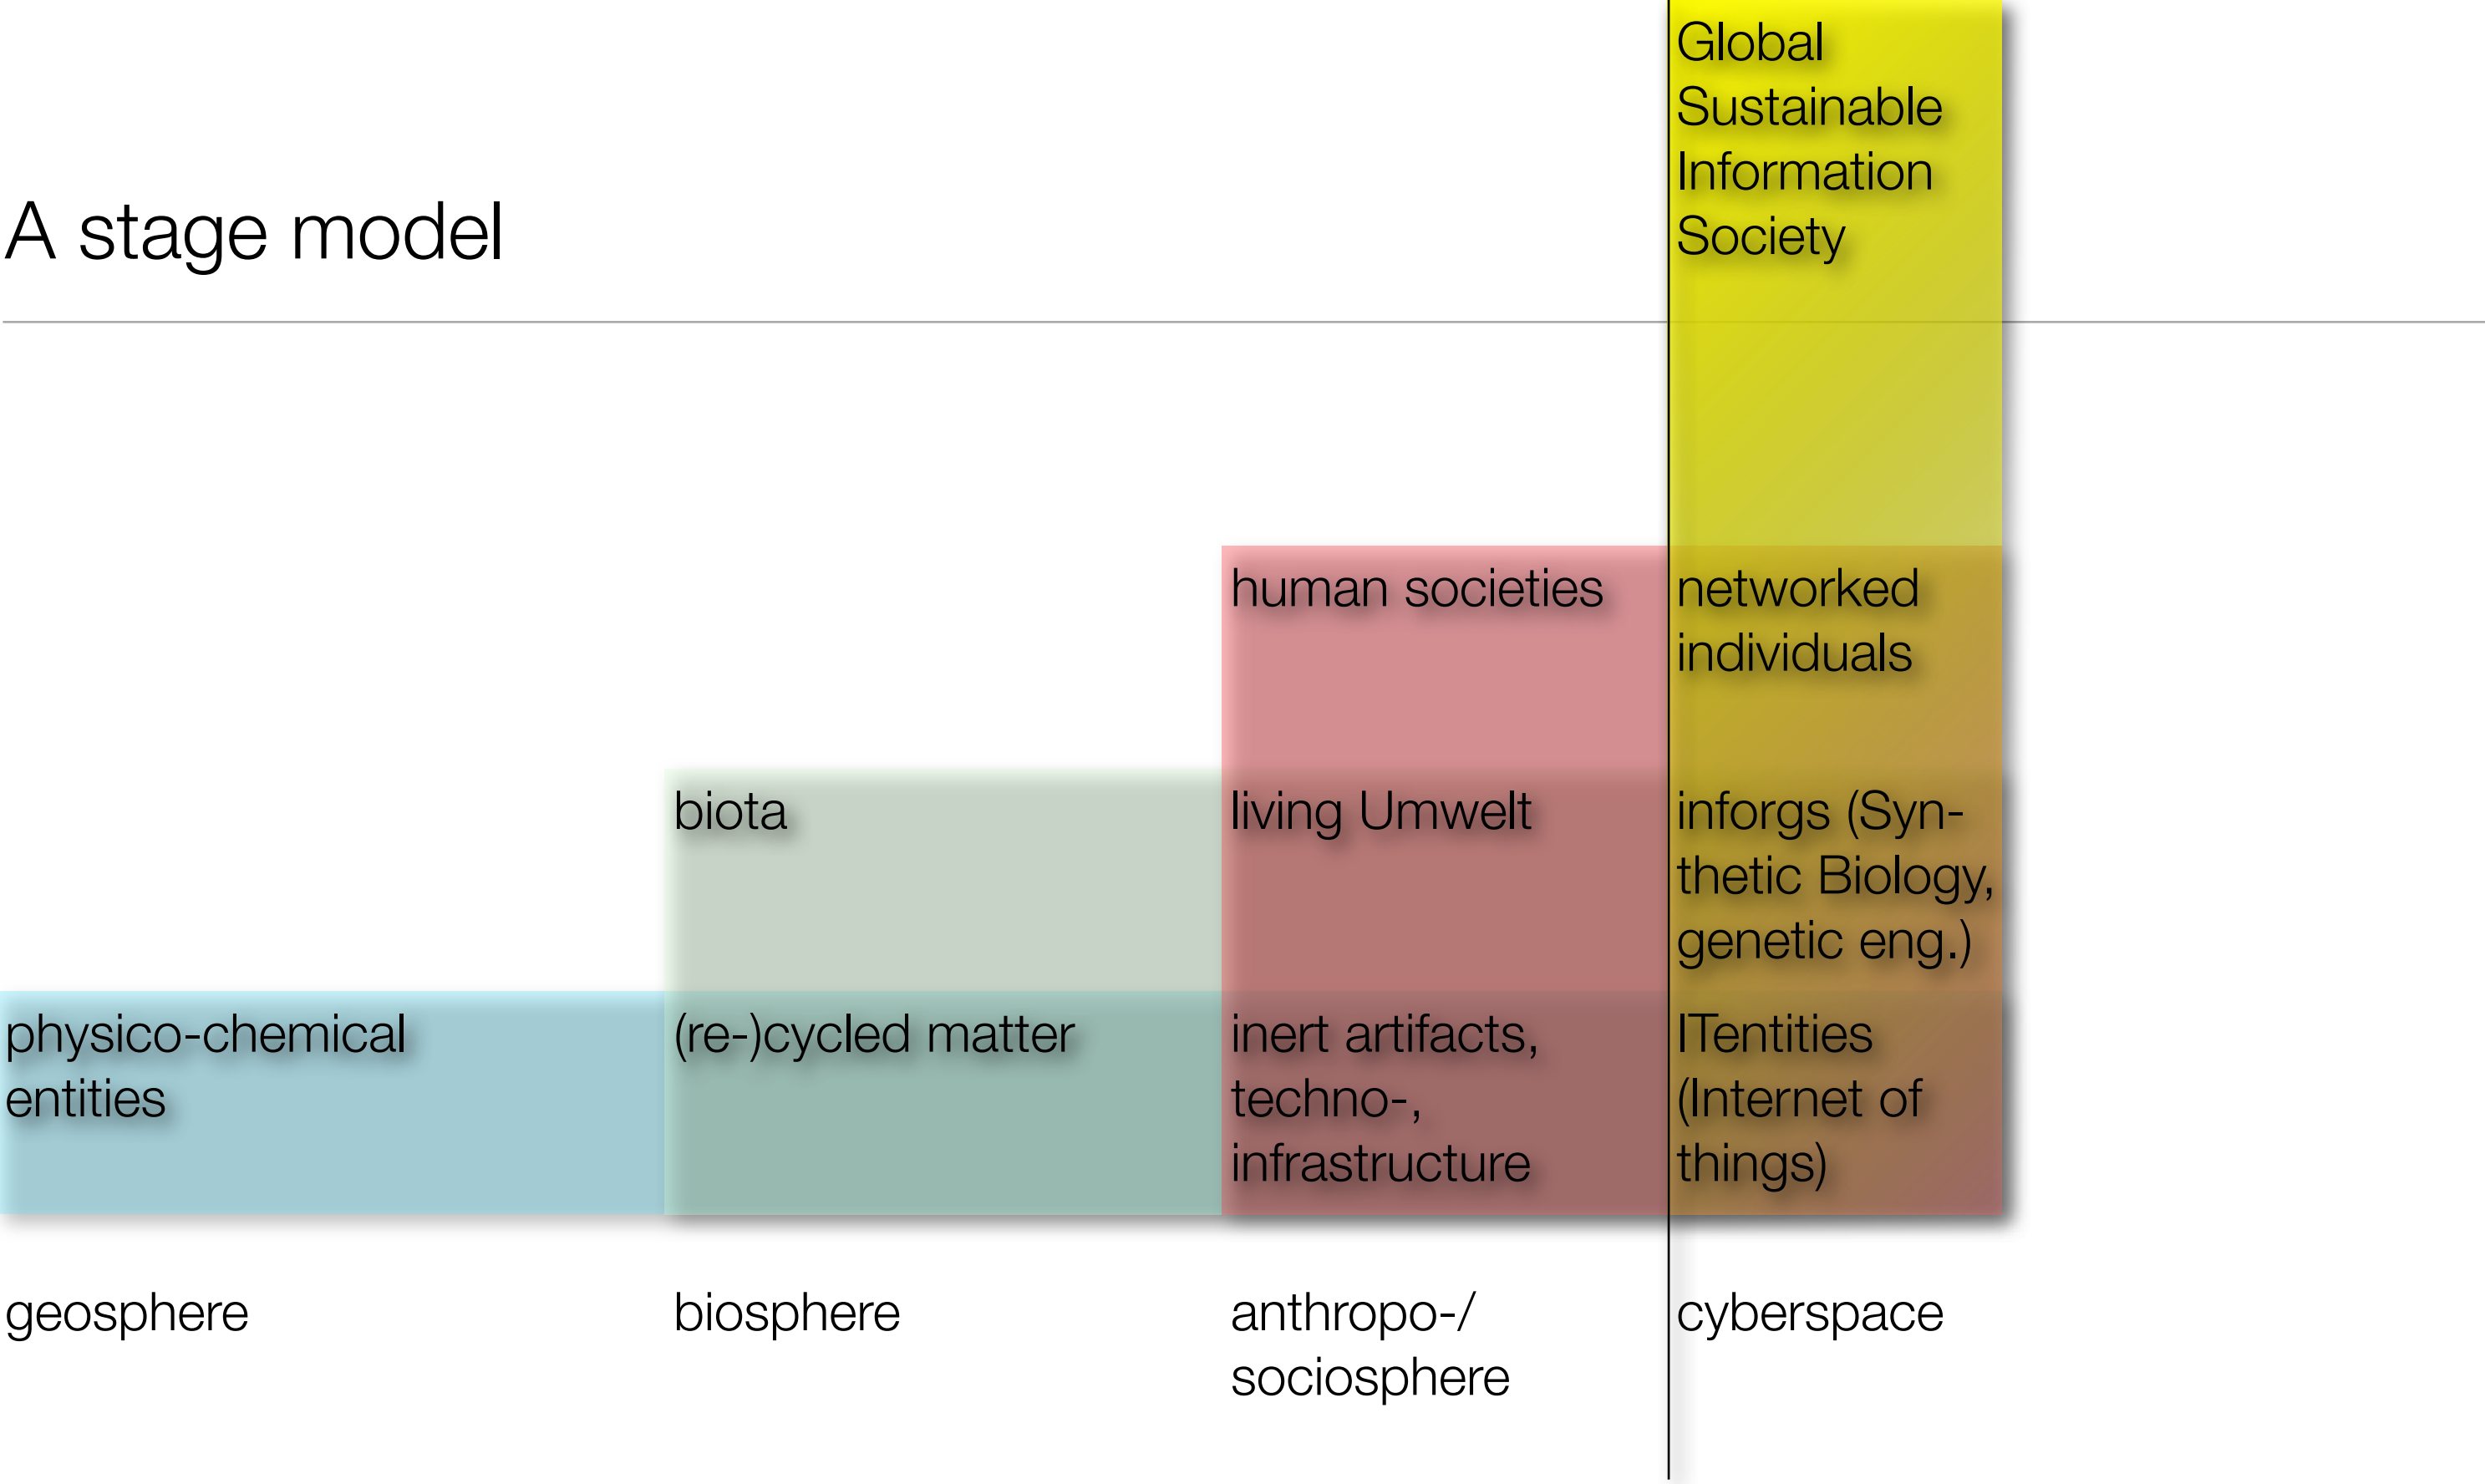 Global
Sustainable
Information
Society
A stage model
human societies
networked
individuals
biota
living Umwelt
inforgs (Syn-
thetic Biology,
genetic eng.)
physico-chemical
entities
(re-)cycled matter
inert artifacts,
techno-,
infrastructure
ITentities
(Internet of
things)
geosphere
biosphere
anthropo-/
sociosphere
cyberspace